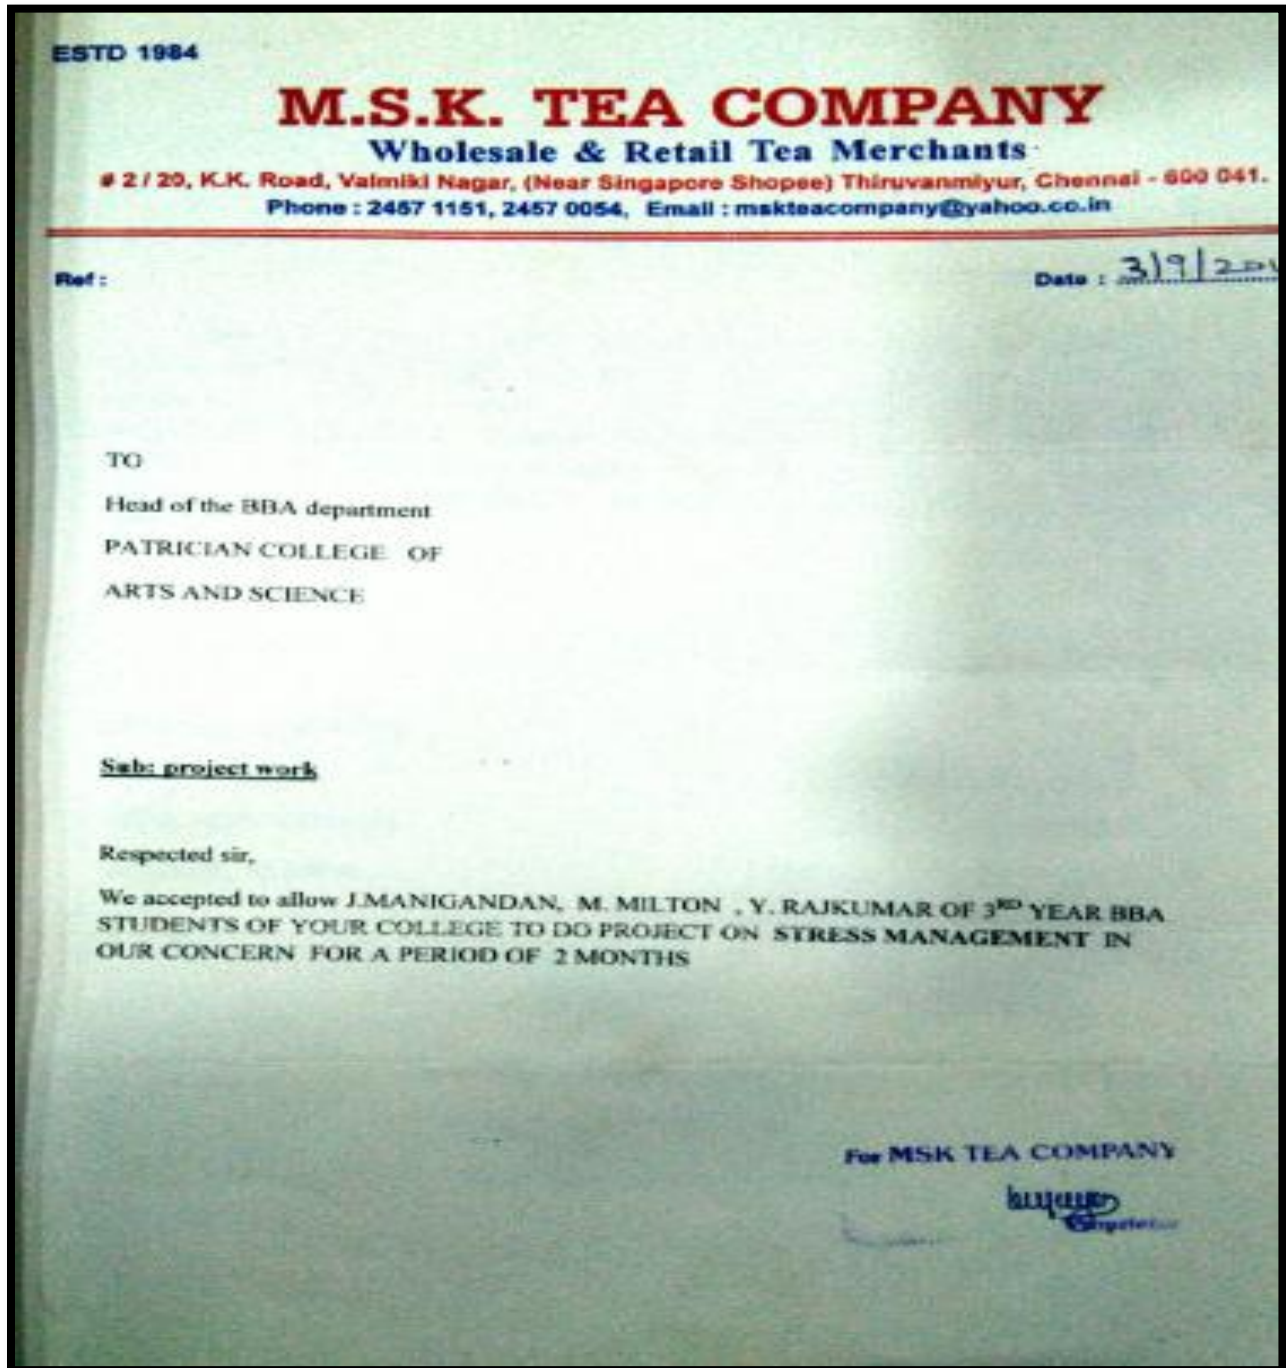 ESTD 1984
M.S.K. TEA COMPANY
Wholesale & Retail Tea Merchants
# 2 / 20, K.K. Road, Valmiki Nagar, (Near Singapore Shopee) Thiruvanmiyur, Chennai - 600 041.
Phone : 2457 1151, 2457 0054, Email : mskteacompany@yahoo.co.in
Ref :
Date : 3/9/201
TO
Head of the BBA department
PATRICIAN COLLEGE OF
ARTS AND SCIENCE
Sub: project work
Respected sir,
We accepted to allow J.MANIGANDAN, M. MILTON , Y. RAJKUMAR OF 3RD YEAR BBA
STUDENTS OF YOUR COLLEGE TO DO PROJECT ON STRESS MANAGEMENT IN
OUR CONCERN FOR A PERIOD OF 2 MONTHS
For MSK TEA COMPANY